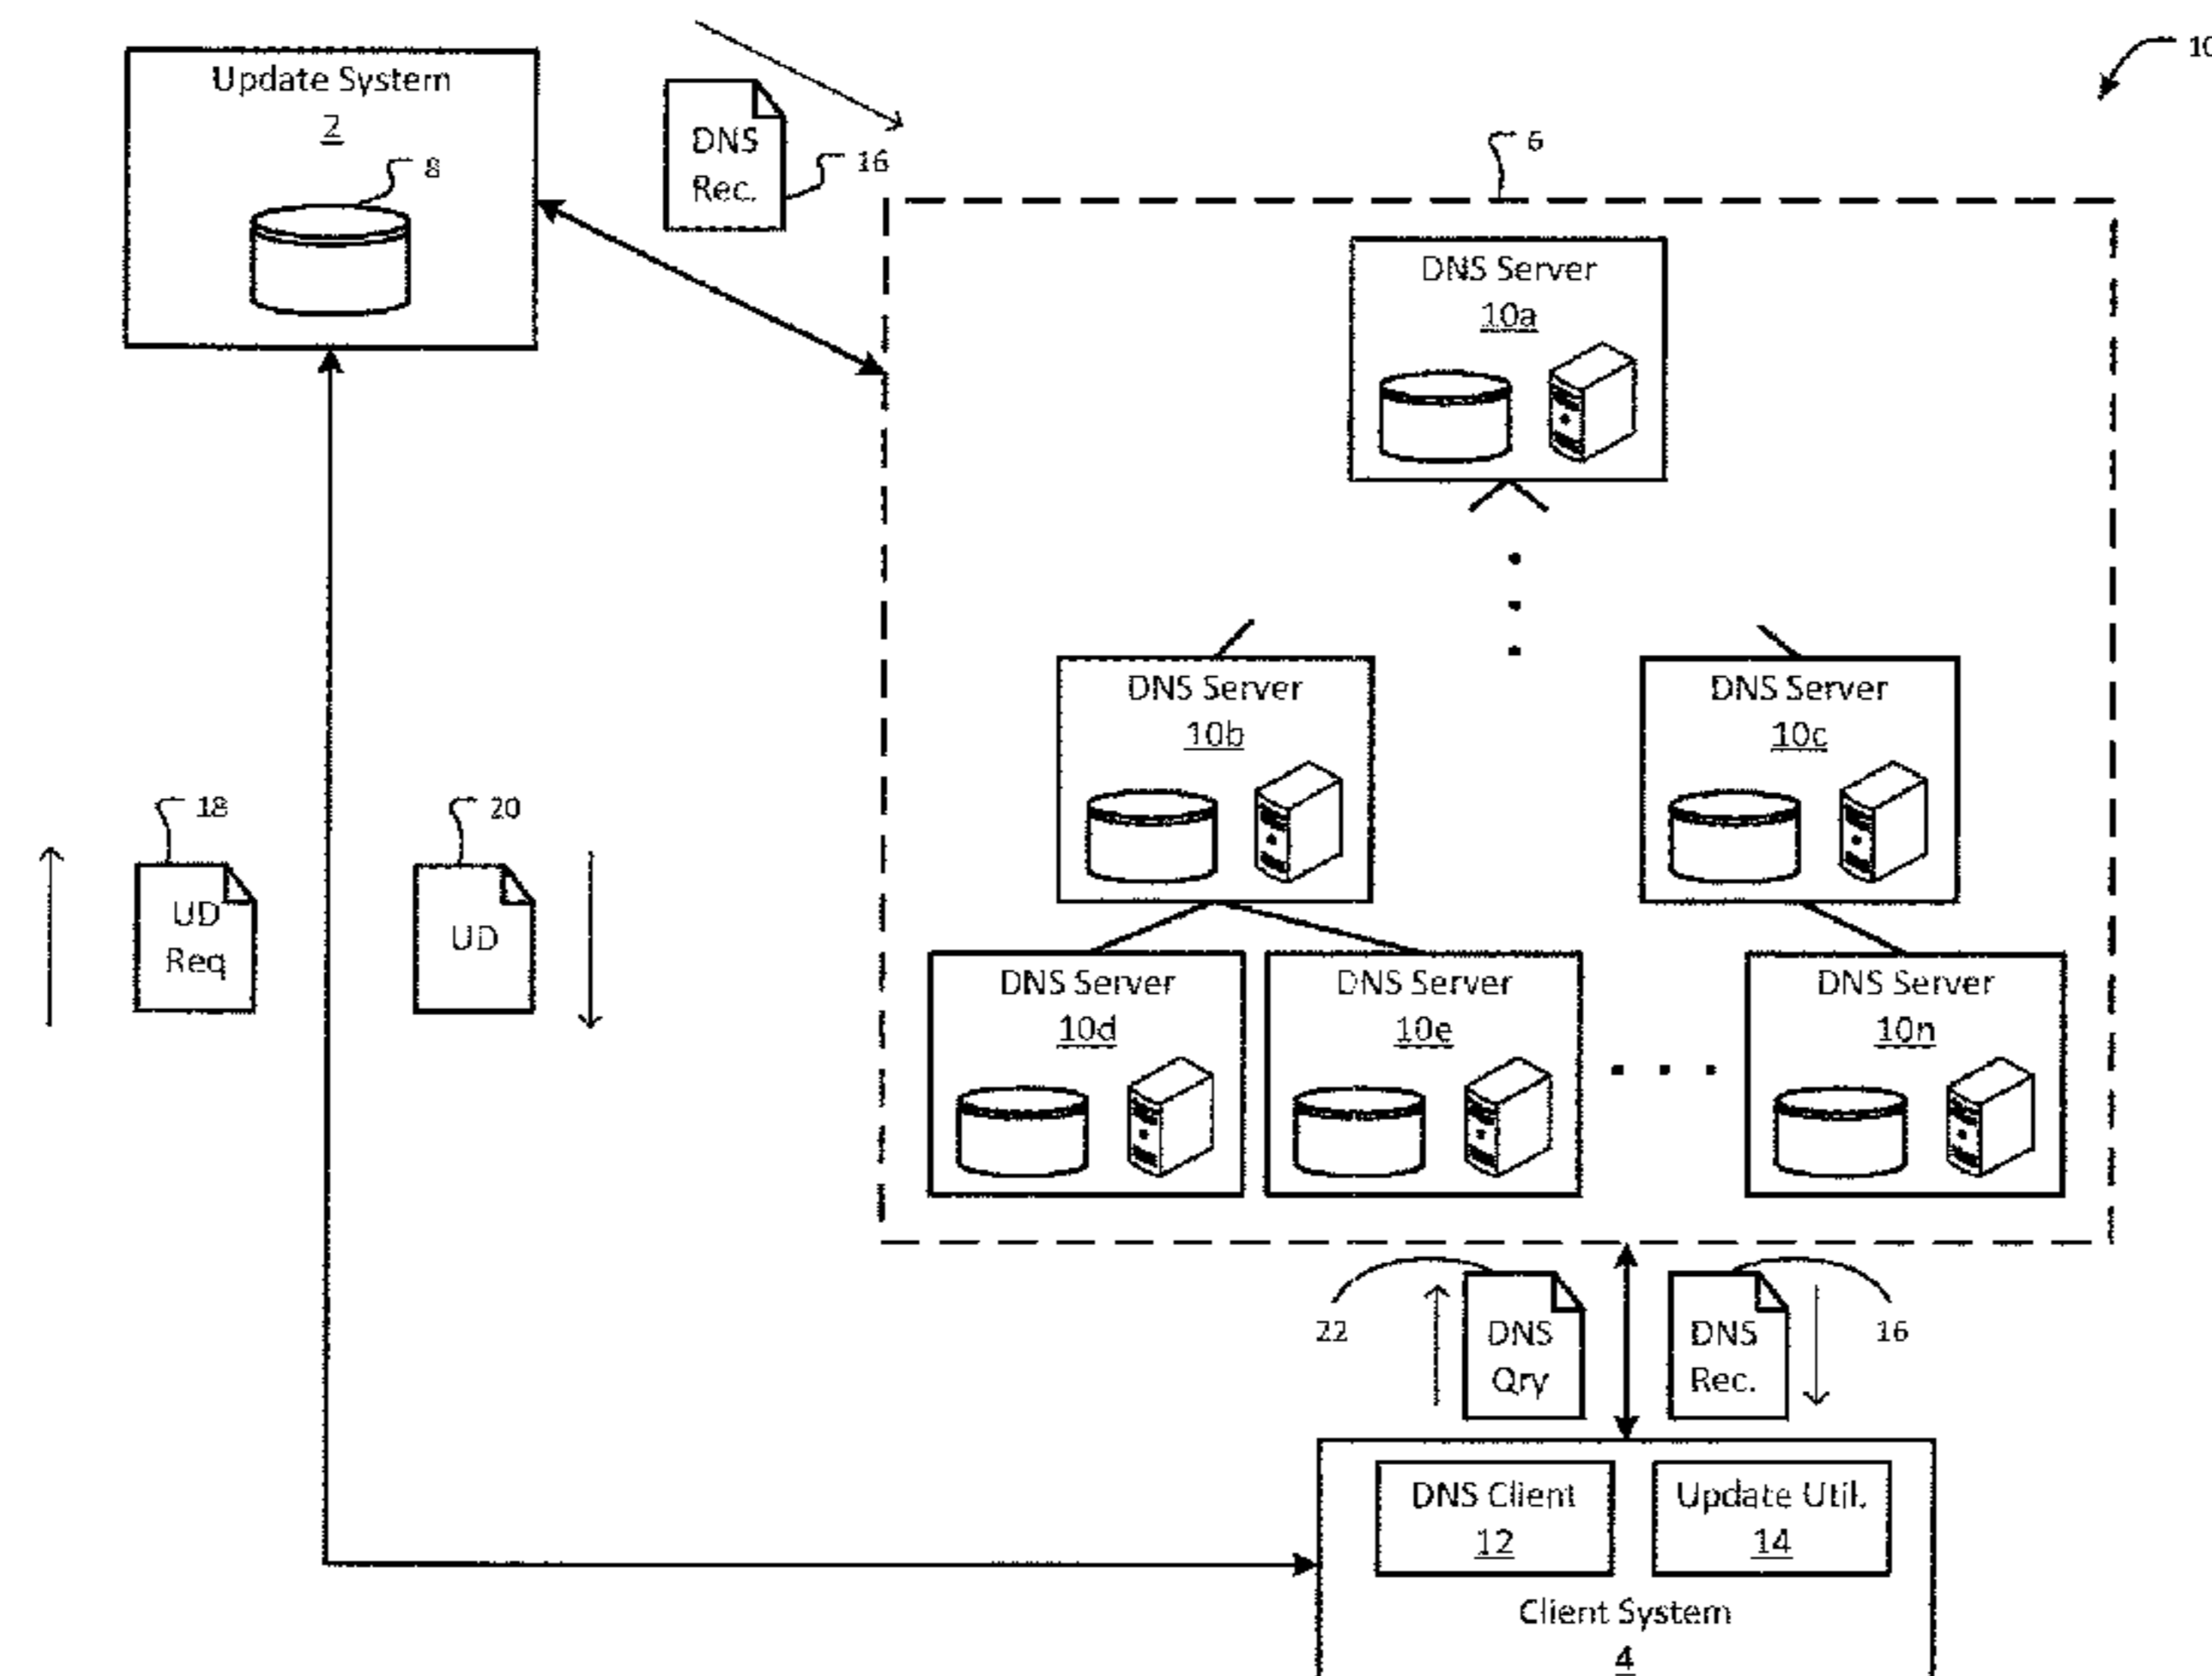 10
Update System
2
8
DNS
Rec.
16
6
DNS Server
10a
DNS Server
10b
DNS Server
10c
18
20
UD
Req
UD
DNS Server
10d
DNS Server
10e
DNS Server
10n
22
DNS
Qry
DNS
Rec.
16
DNS Client
12
Update Util.
14
Client System
4